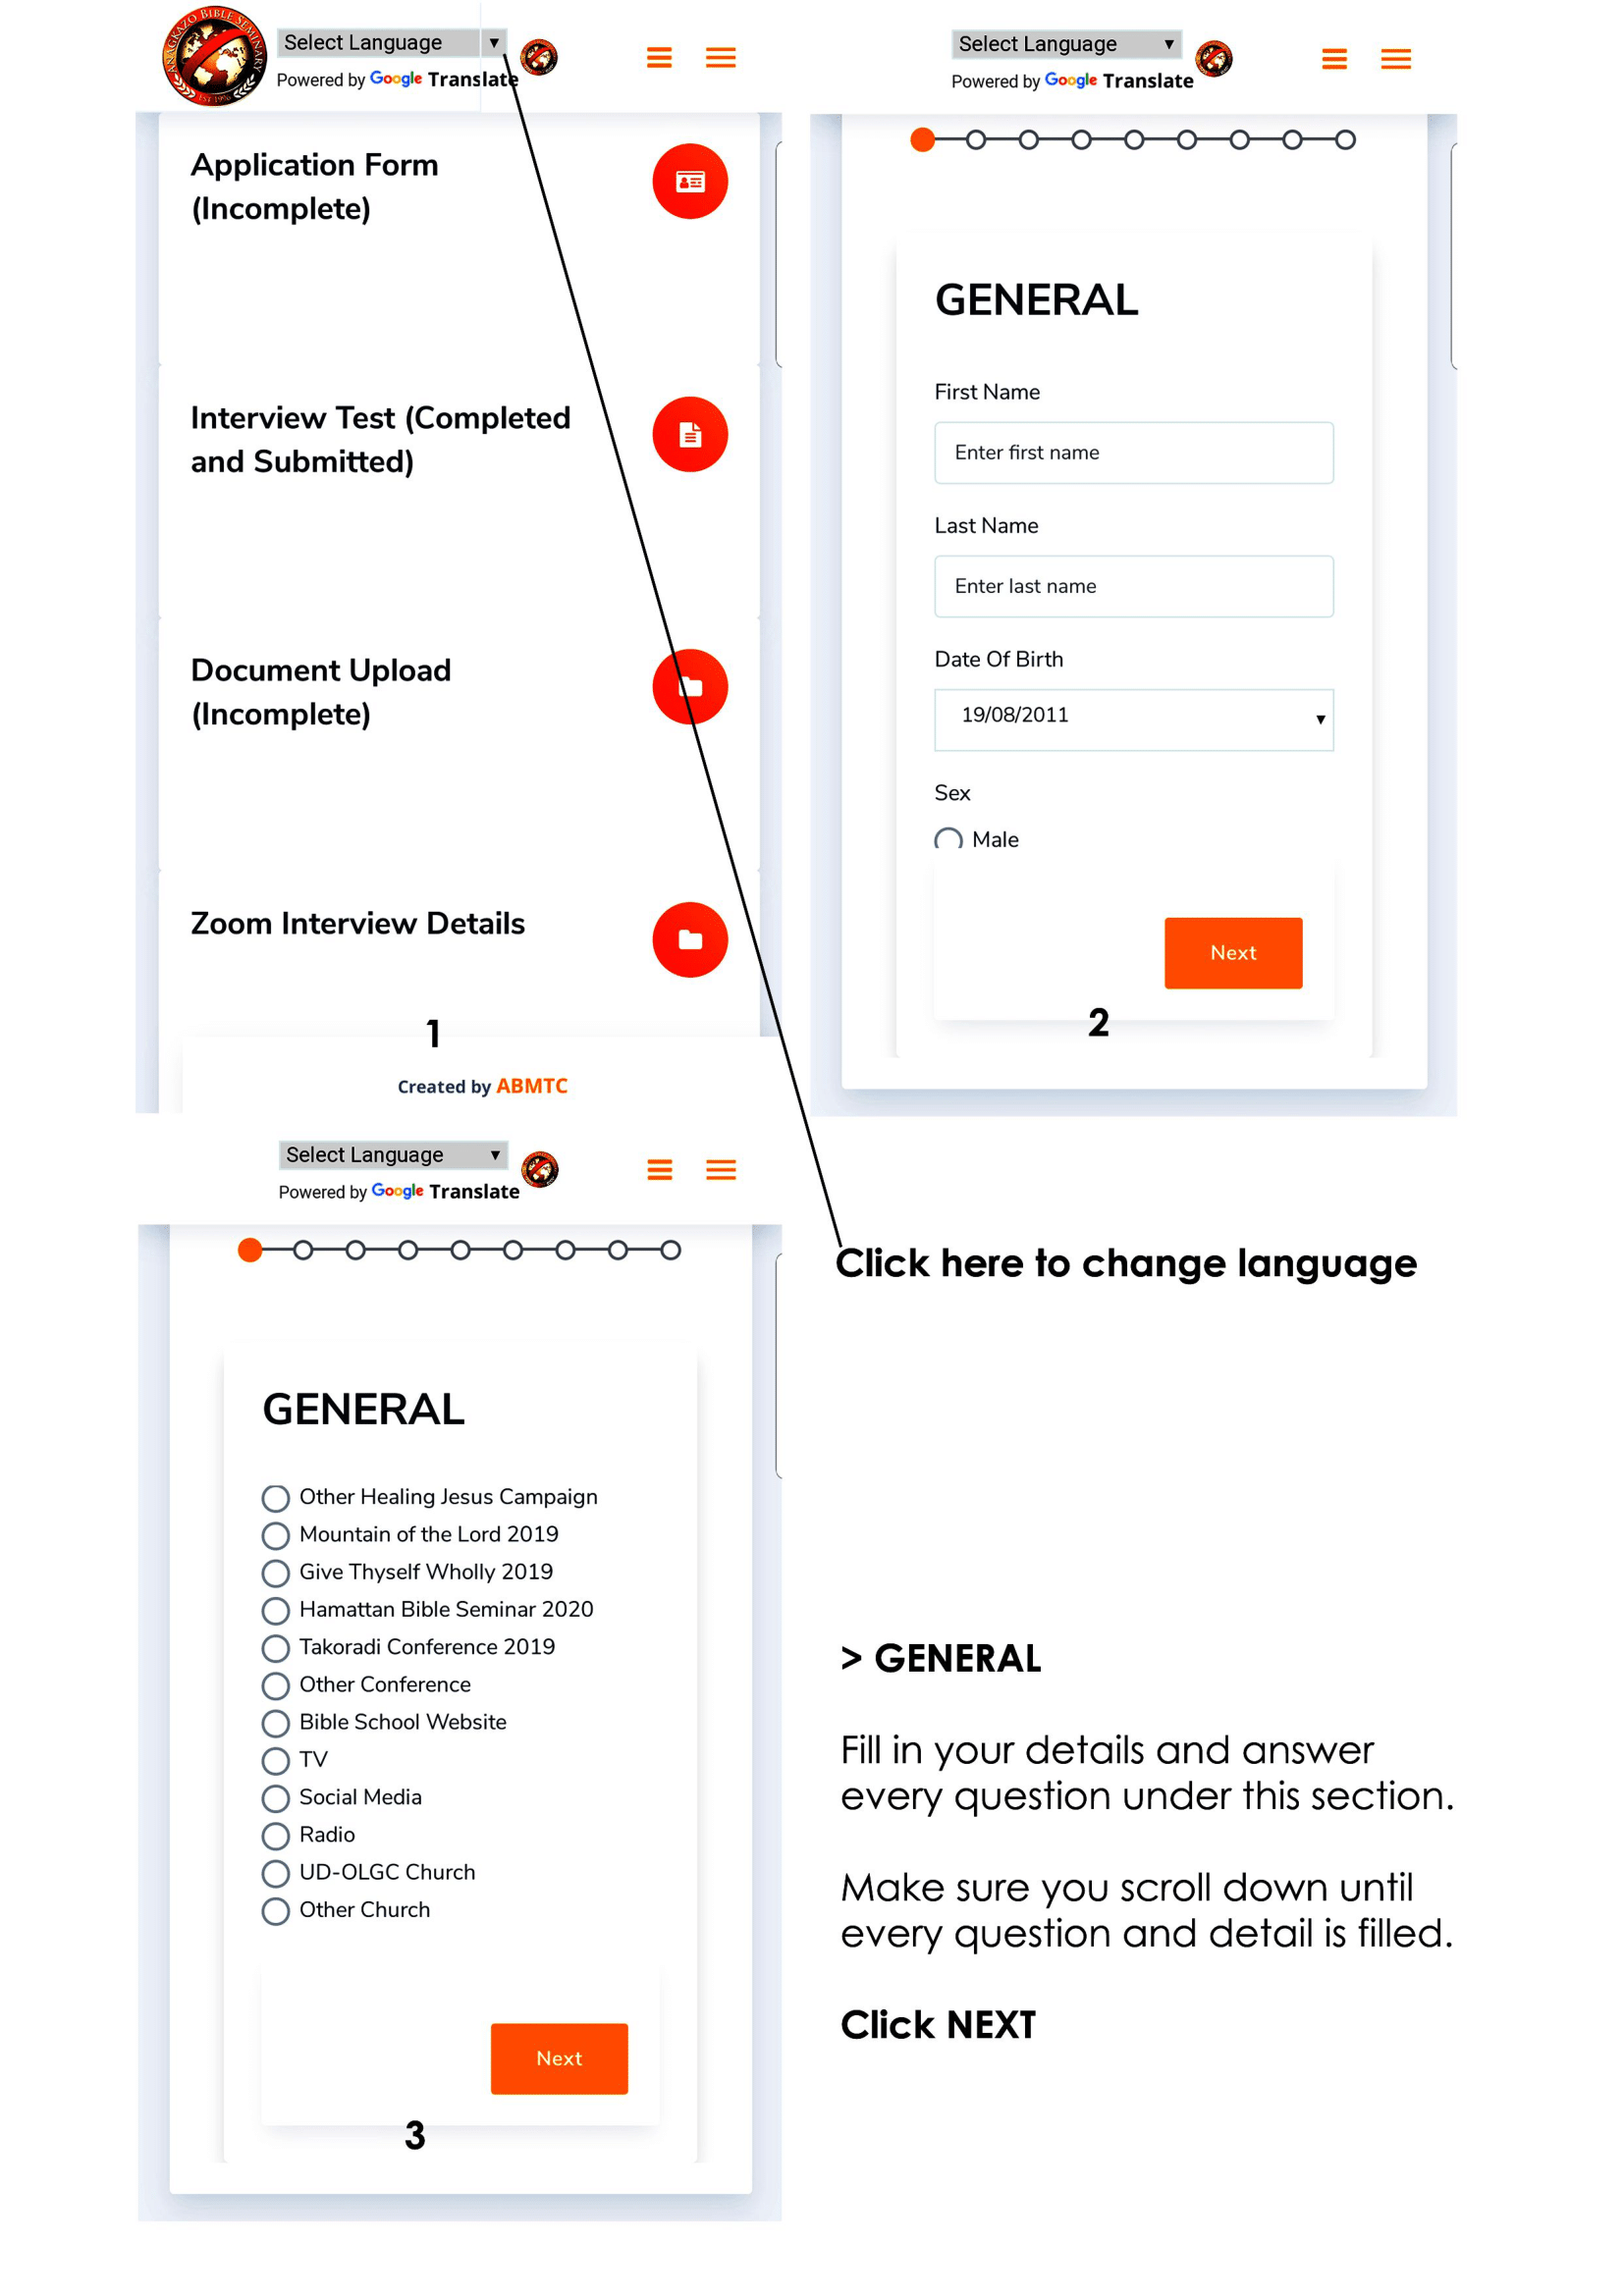 ANAGKAZO BIBLE SEMINARY
EST 1996
Select Language ▼
Powered by Google Translate
Application Form
(Incomplete)
Interview Test (Completed
and Submitted)
Document Upload
(Incomplete)
Zoom Interview Details
1
Created by ABMTC
Select Language ▼
Powered by Google Translate
GENERAL
First Name
Enter first name
Last Name
Enter last name
Date Of Birth
19/08/2011 ▼
Sex
Male
Next
2
Click here to change language
Select Language ▼
Powered by Google Translate
GENERAL
Other Healing Jesus Campaign
Mountain of the Lord 2019
Give Thyself Wholly 2019
Hamattan Bible Seminar 2020
Takoradi Conference 2019
Other Conference
Bible School Website
TV
Social Media
Radio
UD-OLGC Church
Other Church
Next
3
> GENERAL
Fill in your details and answer
every question under this section.
Make sure you scroll down until
every question and detail is filled.
Click NEXT